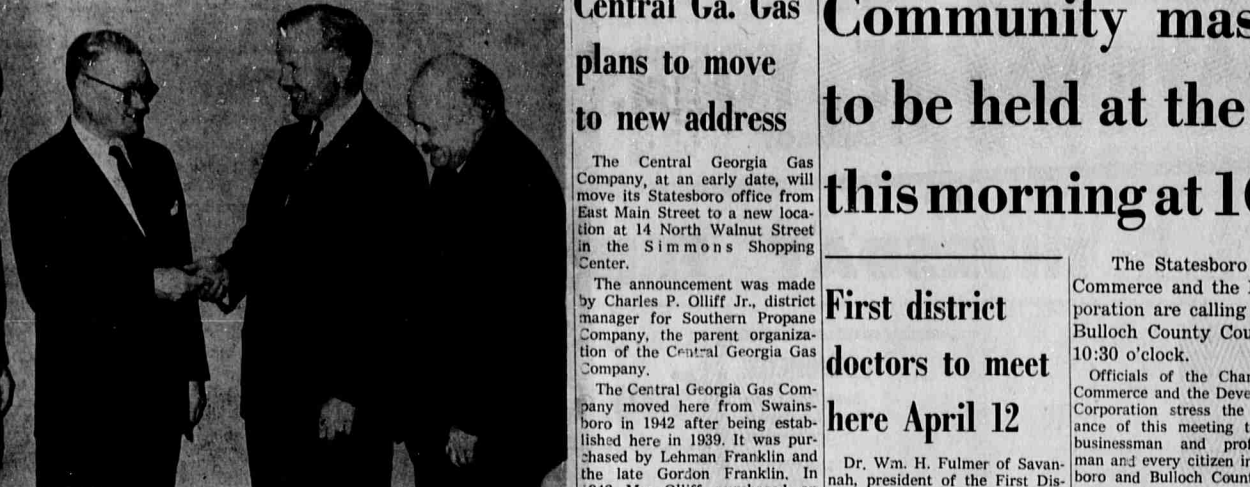 Central Ga. Gas
plans to move
to new address
The Central Georgia Gas
Company, at an early date, will
move its Statesboro office from
East Main Street to a new loca-
tion at 14 North Walnut Street
in the Simmons Shopping
Center.
The announcement was made
by Charles P. Olliff Jr., district
manager for Southern Propane
Company, the parent organiza-
tion of the Central Georgia Gas
Company.
The Central Georgia Gas Com-
pany moved here from Swains-
boro in 1942 after being estab-
lished here in 1939. It was pur-
chased by Lehman Franklin and
the late Gordon Franklin. In
Community mas
to be held at the
this morning at 10
First district
doctors to meet
here April 12
Dr. Wm. H. Fulmer of Savan-
nah, president of the First Dis-
The Statesboro
Commerce and the
poration are calling
Bulloch County Cou
10:30 o'clock.
Officials of the Cham
Commerce and the Deve
Corporation stress the
ance of this meeting t
businessman and prof
man and every citizen in
boro and Bulloch Coun